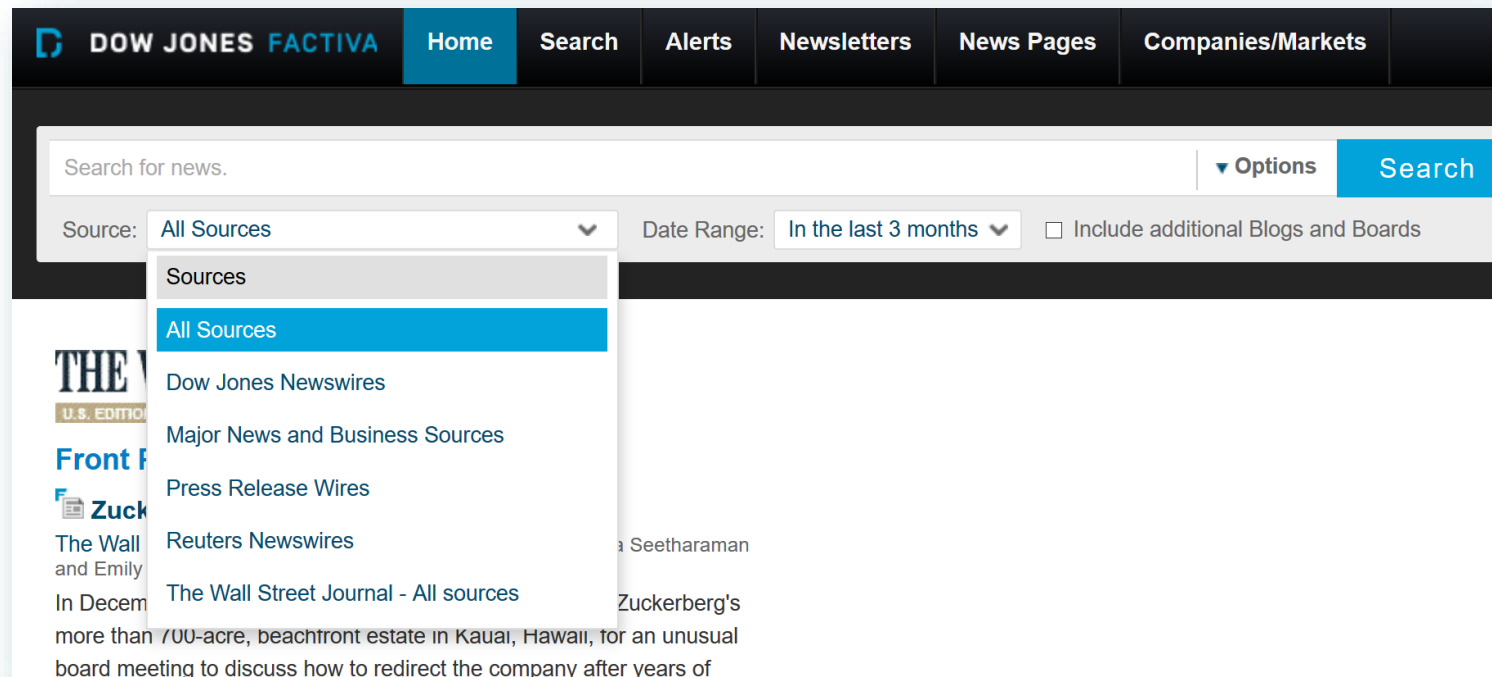 DOW JONES FACTIVA Home Search Alerts Newsletters News Pages Companies/Markets
Search for news. Options Search
Source: All Sources Date Range: In the last 3 months Include additional Blogs and Boards
Sources
All Sources
Dow Jones Newswires
Major News and Business Sources
Press Release Wires
Reuters Newswires
The Wall Street Journal - All sources
THE
U.S. EDITION
Front
Zuck
The Wall Seetharaman
and Emily
In Decem Zuckerberg's
more than 700-acre, beachfront estate in Kauai, Hawaii, for an unusual
board meeting to discuss how to redirect the company after years of